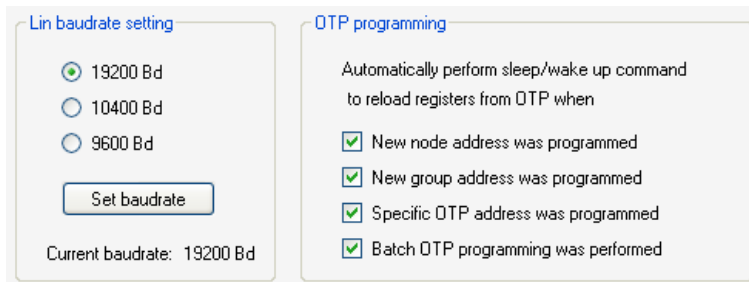 Lin baudrate setting
19200 Bd
10400 Bd
9600 Bd
Set baudrate
Current baudrate: 19200 Bd
OTP programming
Automatically perform sleep/wake up command
to reload registers from OTP when
New node address was programmed
New group address was programmed
Specific OTP address was programmed
Batch OTP programming was performed